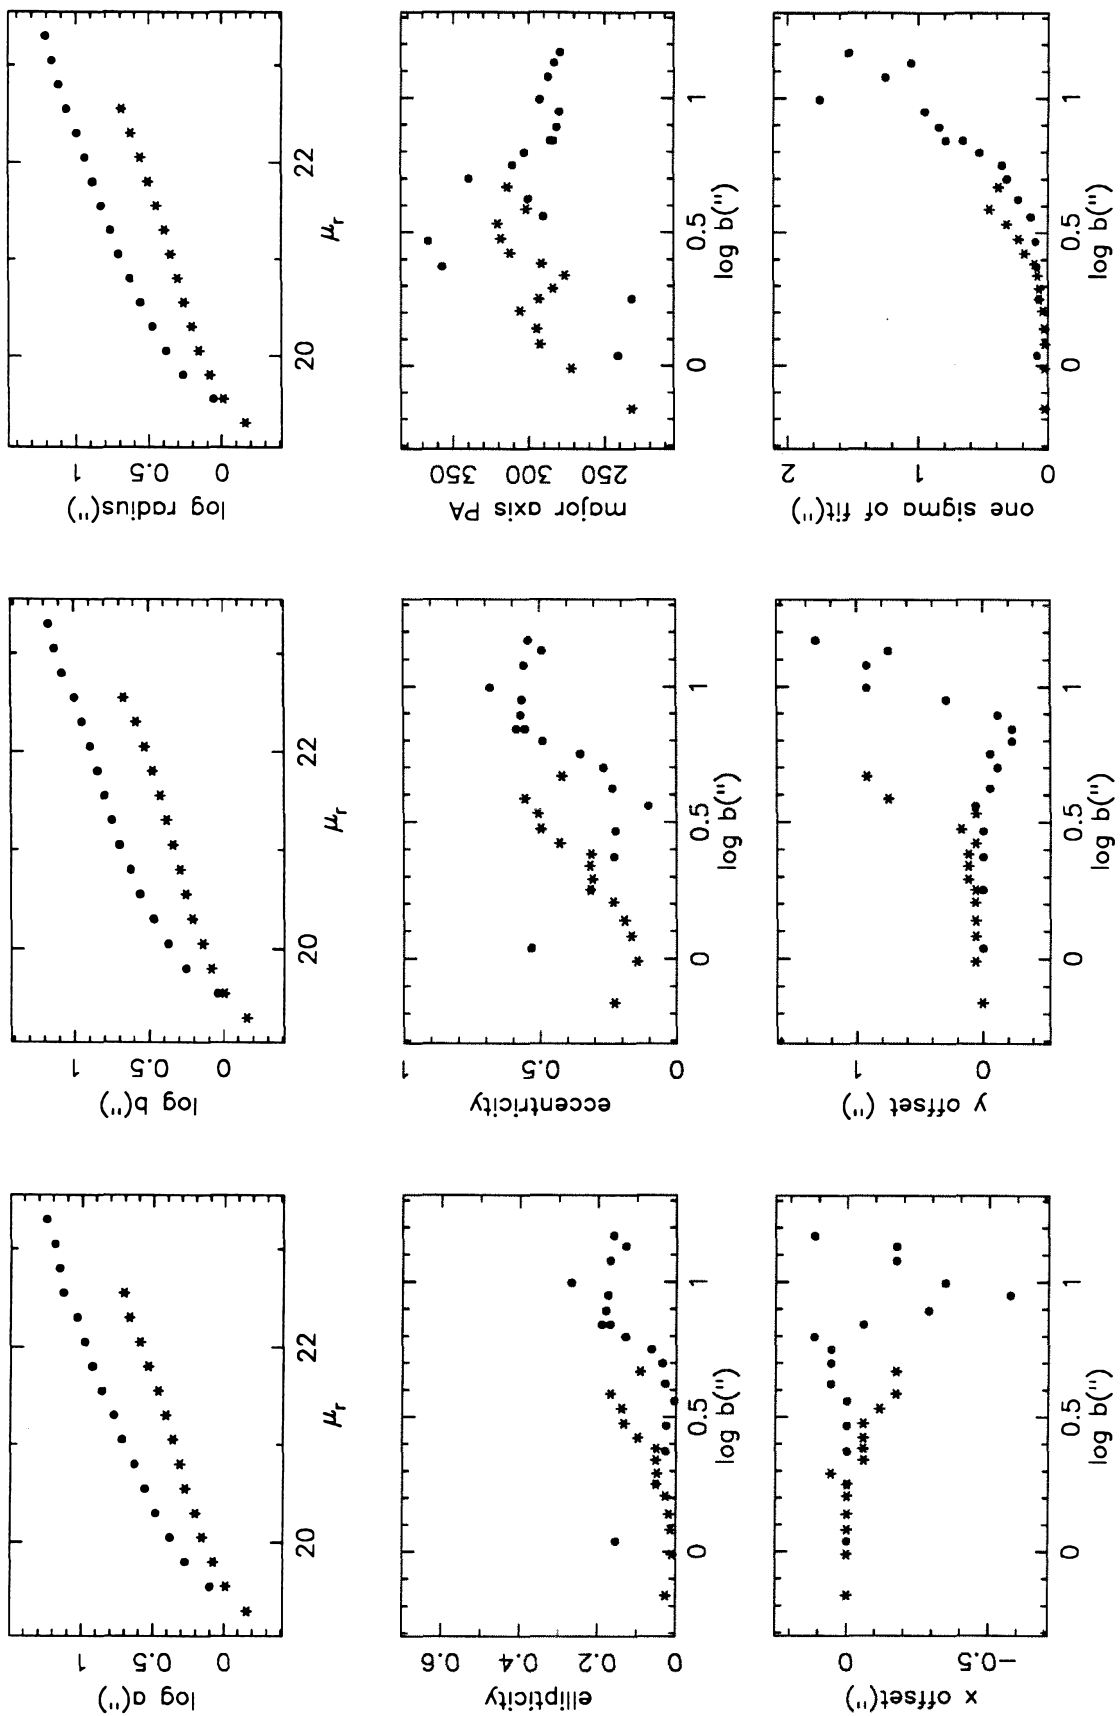 log a(")
1
0.5
0
20
22
μr
log b(")
1
0.5
0
20
22
μr
log radius(")
1
0.5
0
20
22
μr
ellipticity
0.6
0.4
0.2
0
0
0.5
1
log b(")
eccentricity
1
0.5
0
0
0.5
1
log b(")
major axis PA
350
300
250
0
0.5
1
log b(")
x offset(")
0
−0.5
0
0.5
1
log b(")
y offset (")
1
0
0
0.5
1
log b(")
one sigma of fit(")
2
1
0
0
0.5
1
log b(")